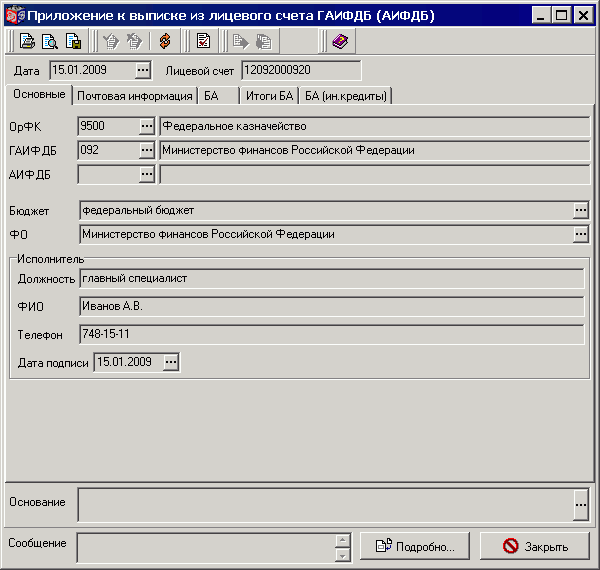 Приложение к выписке из лицевого счета ГАИФДБ (АИФДБ)
Дата 15.01.2009 ... Лицевой счет 12092000920
Основные Почтовая информация БА Итоги БА БА (ин.кредиты)
ОрФК 9500 ... Федеральное казначейство
ГАИФДБ 092 ... Министерство финансов Российской Федерации
АИФДБ ...
Бюджет федеральный бюджет ...
ФО Министерство финансов Российской Федерации ...
Исполнитель
Должность главный специалист
ФИО Иванов А.В.
Телефон 748-15-11
Дата подписи 15.01.2009 ...
Основание ...
Сообщение Подробно... Закрыть